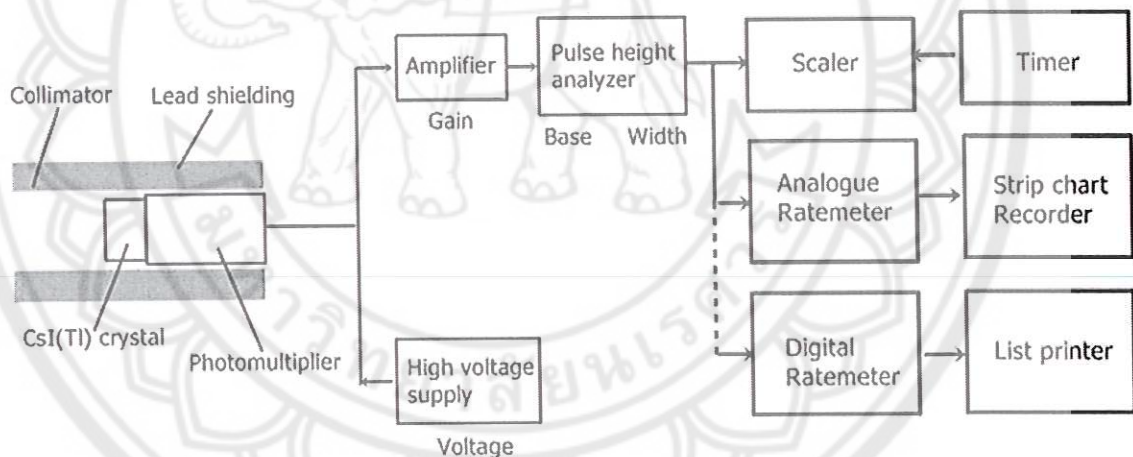 Collimator
Lead shielding
CsI(Tl) crystal
Photomultiplier
Amplifier
Gain
Pulse height
analyzer
Base
Width
High voltage
supply
Voltage
Scaler
Timer
Analogue
Ratemeter
Strip chart
Recorder
Digital
Ratemeter
List printer